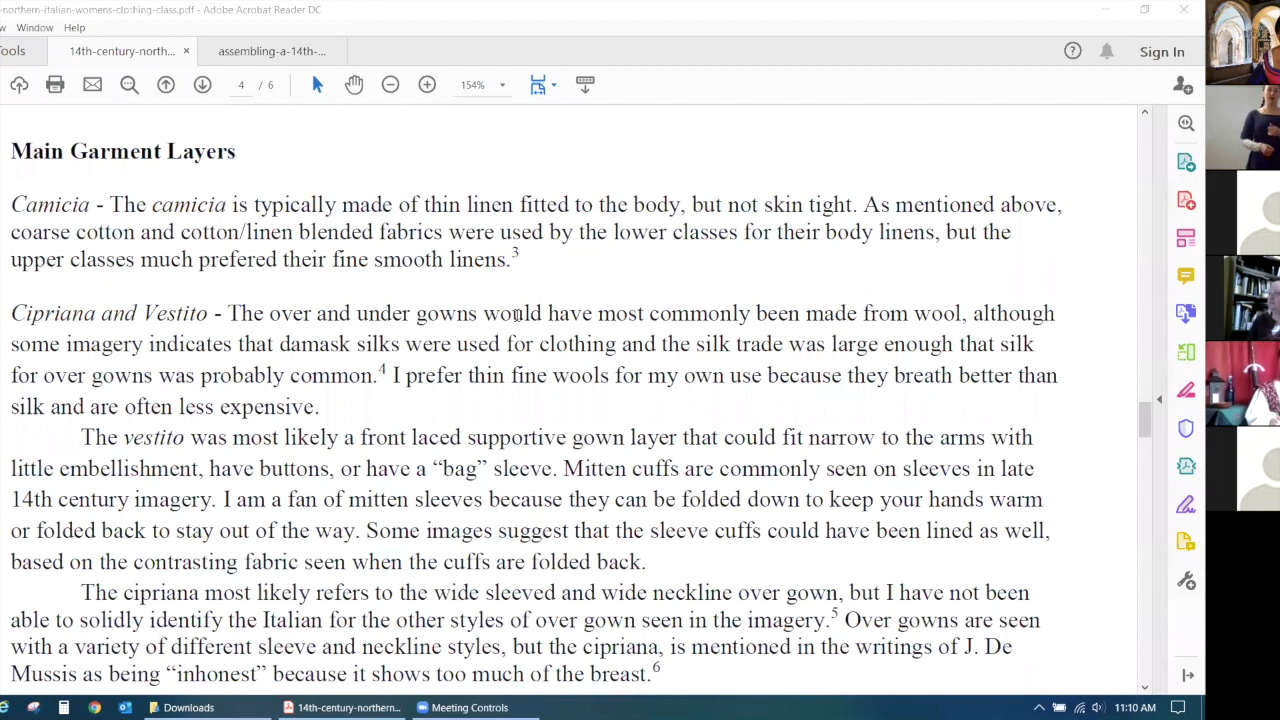 -northern-italian-womens-clothing-class.pdf - Adobe Acrobat Reader DC
w Window Help
ools 14th-century-north... × assembling-a-14th-... Sign In
4 / 6 154%
Main Garment Layers
Camicia - The camicia is typically made of thin linen fitted to the body, but not skin tight. As mentioned above,
coarse cotton and cotton/linen blended fabrics were used by the lower classes for their body linens, but the
upper classes much prefered their fine smooth linens.3
Cipriana and Vestito - The over and under gowns would have most commonly been made from wool, although
some imagery indicates that damask silks were used for clothing and the silk trade was large enough that silk
for over gowns was probably common.4 I prefer thin fine wools for my own use because they breath better than
silk and are often less expensive.
The vestito was most likely a front laced supportive gown layer that could fit narrow to the arms with
little embellishment, have buttons, or have a “bag” sleeve. Mitten cuffs are commonly seen on sleeves in late
14th century imagery. I am a fan of mitten sleeves because they can be folded down to keep your hands warm
or folded back to stay out of the way. Some images suggest that the sleeve cuffs could have been lined as well,
based on the contrasting fabric seen when the cuffs are folded back.
The cipriana most likely refers to the wide sleeved and wide neckline over gown, but I have not been
able to solidly identify the Italian for the other styles of over gown seen in the imagery.5 Over gowns are seen
with a variety of different sleeve and neckline styles, but the cipriana, is mentioned in the writings of J. De
Mussis as being “inhonest” because it shows too much of the breast.6
Downloads 14th-century-northern... Meeting Controls 11:10 AM